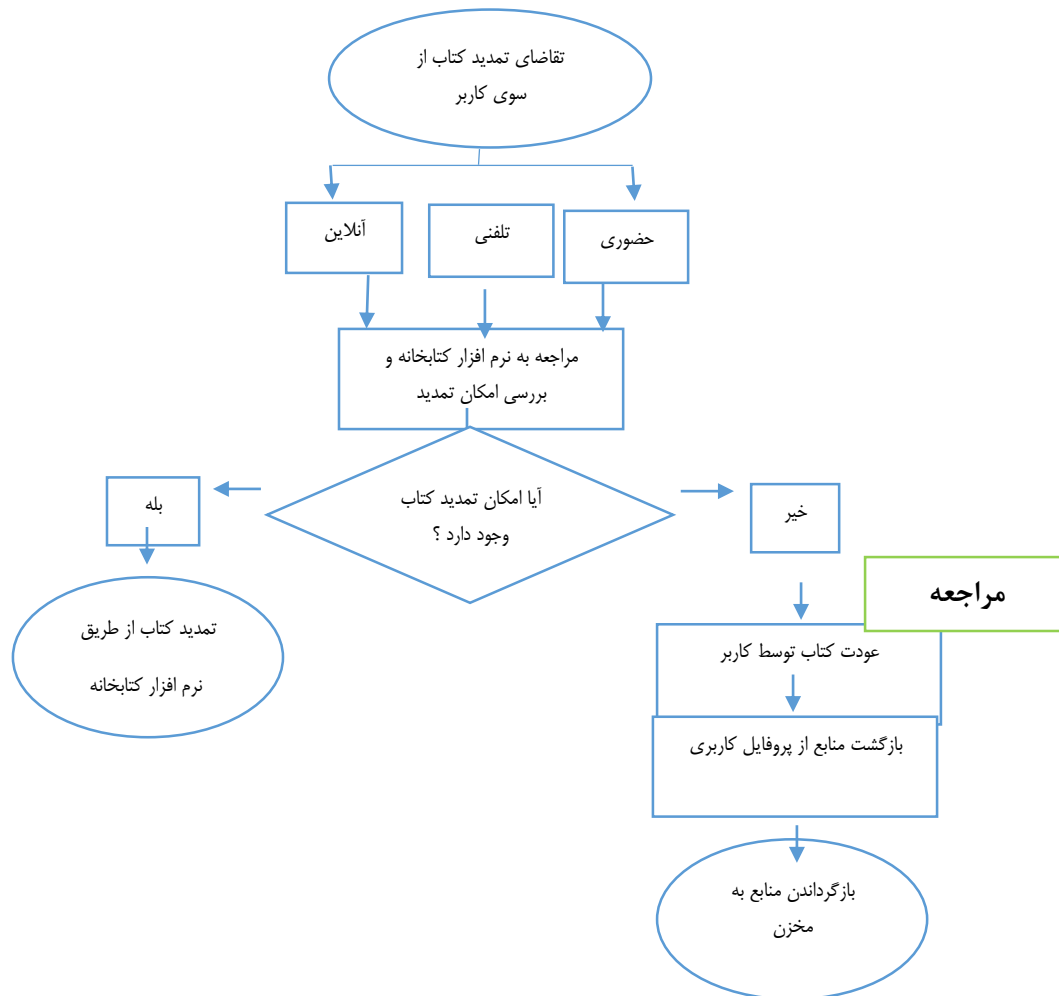 تقاضای تمدید کتاب از
سوی کاربر
حضوری
تلفنی
آنلاین
مراجعه به نرم افزار کتابخانه و
بررسی امکان تمدید
آیا امکان تمدید کتاب
وجود دارد ؟
خیر
بله
مراجعه
عودت کتاب توسط کاربر
تمدید کتاب از طریق
نرم افزار کتابخانه
بازگشت منابع از پروفایل کاربری
بازگرداندن منابع به
مخزن